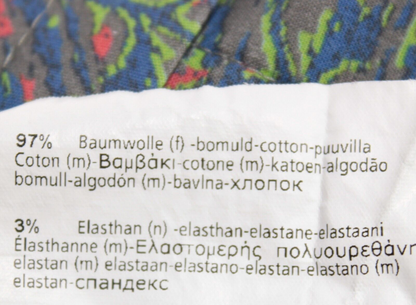 97% Baumwolle (f) -bomuld-cotton-puuvilla
Coton (m)-Βαμβάκι-cotone (m)-katoen-algodão
bomull-algodón (m)-bavlna-хлопок
3% Elasthan (n) -elasthan-elastane-elastaani
Élasthanne (m)-Ελαστομερής πολυουρεθάνη
elastan (m) elastaan-elastano-elastan-elastano (m)
elastan-спандекс